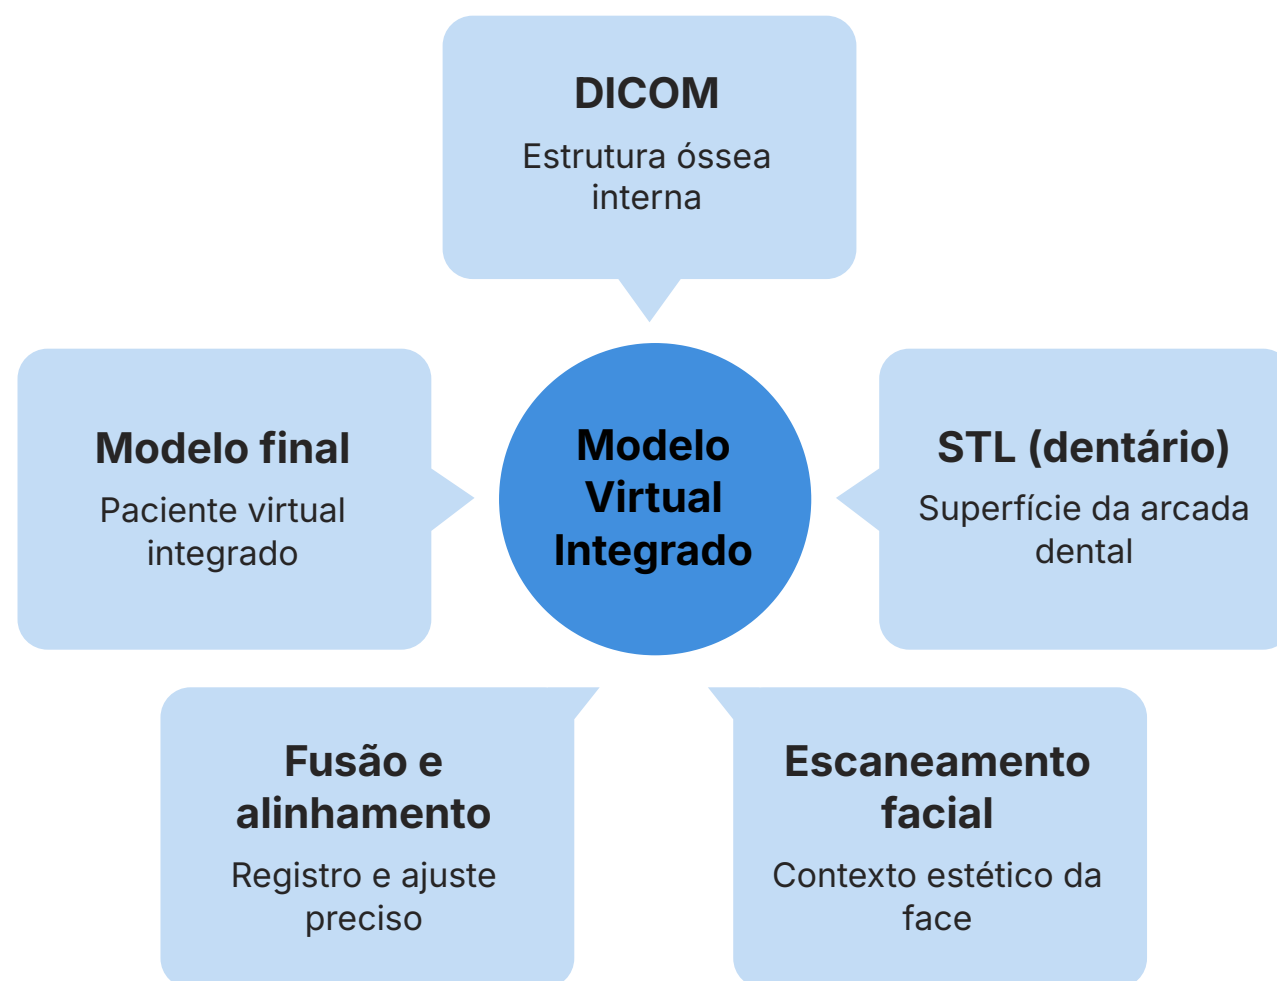 DICOM
Estrutura óssea
interna
Modelo final
Paciente virtual
integrado
Modelo
Virtual
Integrado
STL (dentário)
Superfície da arcada
dental
Fusão e
alinhamento
Registro e ajuste
preciso
Escaneamento
facial
Contexto estético da
face